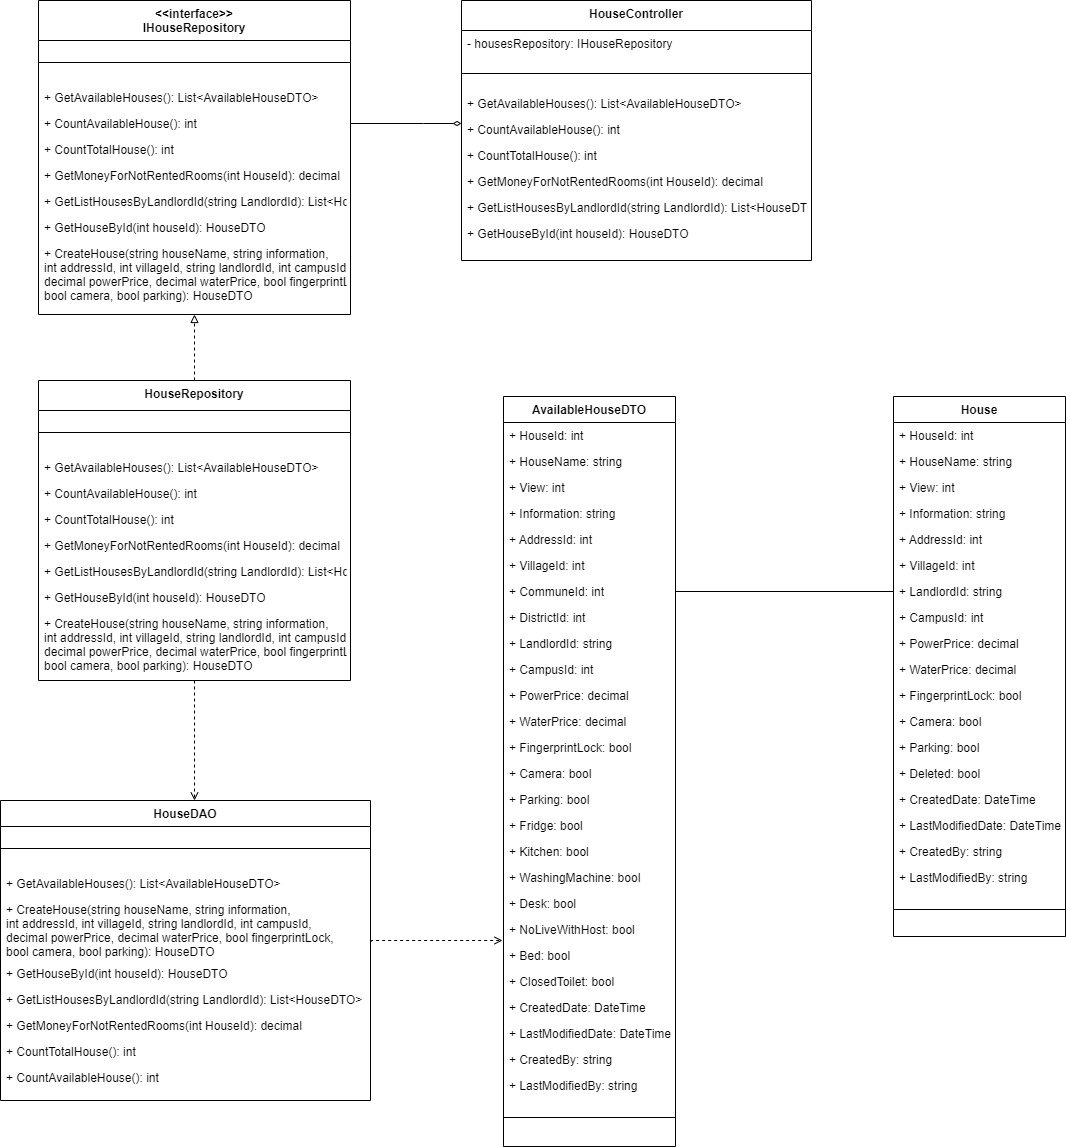 <<interface>>
IHouseRepository
+ GetAvailableHouses(): List<AvailableHouseDTO>
+ CountAvailableHouse(): int
+ CountTotalHouse(): int
+ GetMoneyForNotRentedRooms(int HouseId): decimal
+ GetListHousesByLandlordId(string LandlordId): List<Ho
+ GetHouseById(int houseId): HouseDTO
+ CreateHouse(string houseName, string information,
int addressId, int villageId, string landlordId, int campusId
decimal powerPrice, decimal waterPrice, bool fingerprintL
bool camera, bool parking): HouseDTO
HouseController
- housesRepository: IHouseRepository
+ GetAvailableHouses(): List<AvailableHouseDTO>
+ CountAvailableHouse(): int
+ CountTotalHouse(): int
+ GetMoneyForNotRentedRooms(int HouseId): decimal
+ GetListHousesByLandlordId(string LandlordId): List<HouseDT
+ GetHouseById(int houseId): HouseDTO
HouseRepository
+ GetAvailableHouses(): List<AvailableHouseDTO>
+ CountAvailableHouse(): int
+ CountTotalHouse(): int
+ GetMoneyForNotRentedRooms(int HouseId): decimal
+ GetListHousesByLandlordId(string LandlordId): List<Ho
+ GetHouseById(int houseId): HouseDTO
+ CreateHouse(string houseName, string information,
int addressId, int villageId, string landlordId, int campusId
decimal powerPrice, decimal waterPrice, bool fingerprintL
bool camera, bool parking): HouseDTO
HouseDAO
+ GetAvailableHouses(): List<AvailableHouseDTO>
+ CreateHouse(string houseName, string information,
int addressId, int villageId, string landlordId, int campusId,
decimal powerPrice, decimal waterPrice, bool fingerprintLock,
bool camera, bool parking): HouseDTO
+ GetHouseById(int houseId): HouseDTO
+ GetListHousesByLandlordId(string LandlordId): List<HouseDTO>
+ GetMoneyForNotRentedRooms(int HouseId): decimal
+ CountTotalHouse(): int
+ CountAvailableHouse(): int
AvailableHouseDTO
+ HouseId: int
+ HouseName: string
+ View: int
+ Information: string
+ AddressId: int
+ VillageId: int
+ CommuneId: int
+ DistrictId: int
+ LandlordId: string
+ CampusId: int
+ PowerPrice: decimal
+ WaterPrice: decimal
+ FingerprintLock: bool
+ Camera: bool
+ Parking: bool
+ Fridge: bool
+ Kitchen: bool
+ WashingMachine: bool
+ Desk: bool
+ NoLiveWithHost: bool
+ Bed: bool
+ ClosedToilet: bool
+ CreatedDate: DateTime
+ LastModifiedDate: DateTime
+ CreatedBy: string
+ LastModifiedBy: string
House
+ HouseId: int
+ HouseName: string
+ View: int
+ Information: string
+ AddressId: int
+ VillageId: int
+ LandlordId: string
+ CampusId: int
+ PowerPrice: decimal
+ WaterPrice: decimal
+ FingerprintLock: bool
+ Camera: bool
+ Parking: bool
+ Deleted: bool
+ CreatedDate: DateTime
+ LastModifiedDate: DateTime
+ CreatedBy: string
+ LastModifiedBy: string